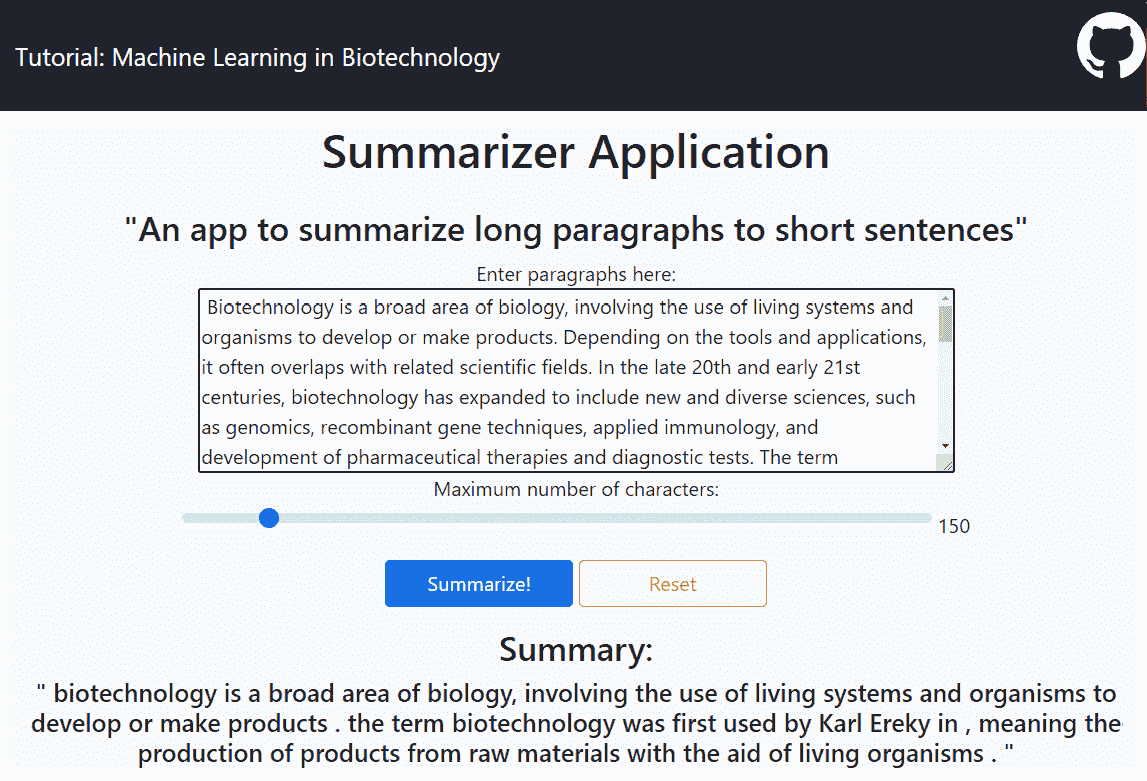 Tutorial: Machine Learning in Biotechnology
Summarizer Application
"An app to summarize long paragraphs to short sentences"
Enter paragraphs here:
Biotechnology is a broad area of biology, involving the use of living systems and
organisms to develop or make products. Depending on the tools and applications,
it often overlaps with related scientific fields. In the late 20th and early 21st
centuries, biotechnology has expanded to include new and diverse sciences, such
as genomics, recombinant gene techniques, applied immunology, and
development of pharmaceutical therapies and diagnostic tests. The term
Maximum number of characters:
150
Summarize! Reset
Summary:
" biotechnology is a broad area of biology, involving the use of living systems and organisms to
develop or make products . the term biotechnology was first used by Karl Ereky in , meaning the
production of products from raw materials with the aid of living organisms . "